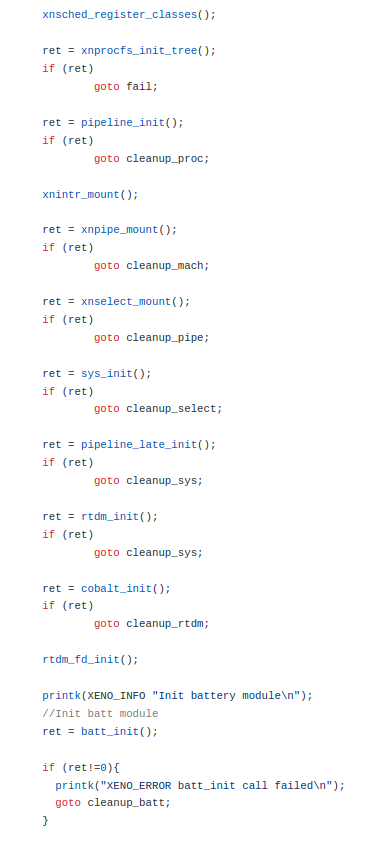 xnsched_register_classes();
ret = xnprocfs_init_tree();
if (ret)
goto fail;
ret = pipeline_init();
if (ret)
goto cleanup_proc;
xnintr_mount();
ret = xnpipe_mount();
if (ret)
goto cleanup_mach;
ret = xnselect_mount();
if (ret)
goto cleanup_pipe;
ret = sys_init();
if (ret)
goto cleanup_select;
ret = pipeline_late_init();
if (ret)
goto cleanup_sys;
ret = rtdm_init();
if (ret)
goto cleanup_sys;
ret = cobalt_init();
if (ret)
goto cleanup_rtdm;
rtdm_fd_init();
printk(XENO_INFO "Init battery module\n");
//Init batt module
ret = batt_init();
if (ret!=0){
printk("XENO_ERROR batt_init call failed\n");
goto cleanup_batt;
}